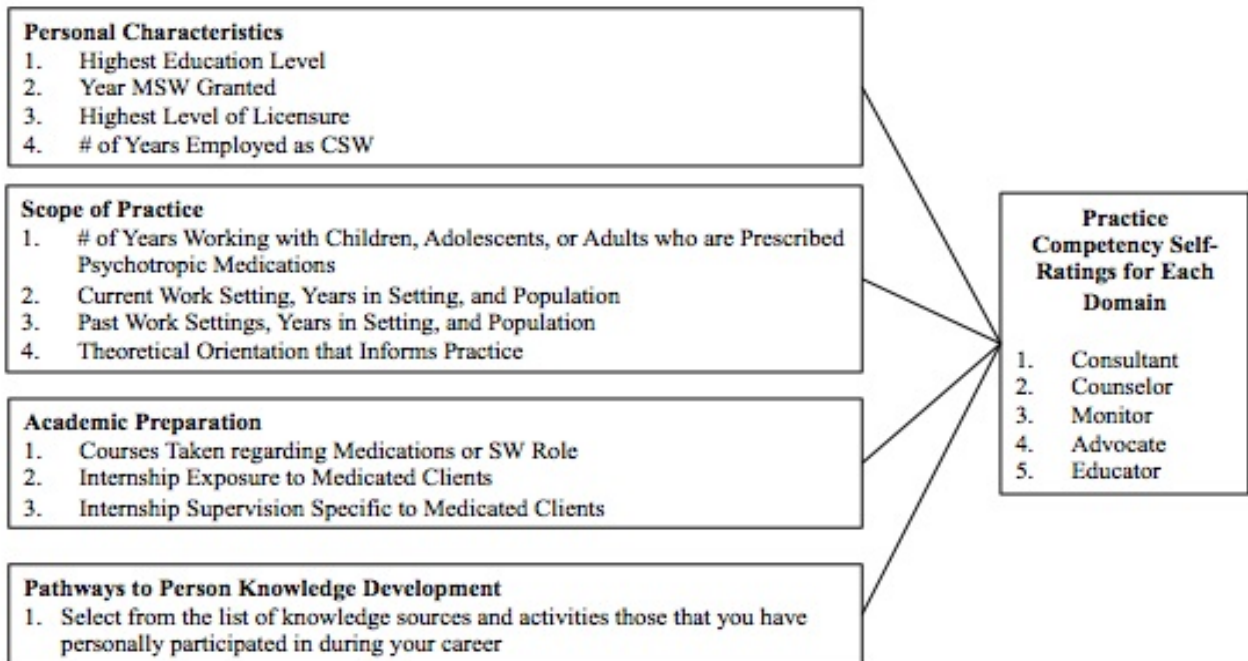 Personal Characteristics
1. Highest Education Level
2. Year MSW Granted
3. Highest Level of Licensure
4. # of Years Employed as CSW
Scope of Practice
1. # of Years Working with Children, Adolescents, or Adults who are Prescribed
Psychotropic Medications
2. Current Work Setting, Years in Setting, and Population
3. Past Work Settings, Years in Setting, and Population
4. Theoretical Orientation that Informs Practice
Academic Preparation
1. Courses Taken regarding Medications or SW Role
2. Internship Exposure to Medicated Clients
3. Internship Supervision Specific to Medicated Clients
Pathways to Person Knowledge Development
1. Select from the list of knowledge sources and activities those that you have
personally participated in during your career
Practice
Competency Self-
Ratings for Each
Domain
1. Consultant
2. Counselor
3. Monitor
4. Advocate
5. Educator